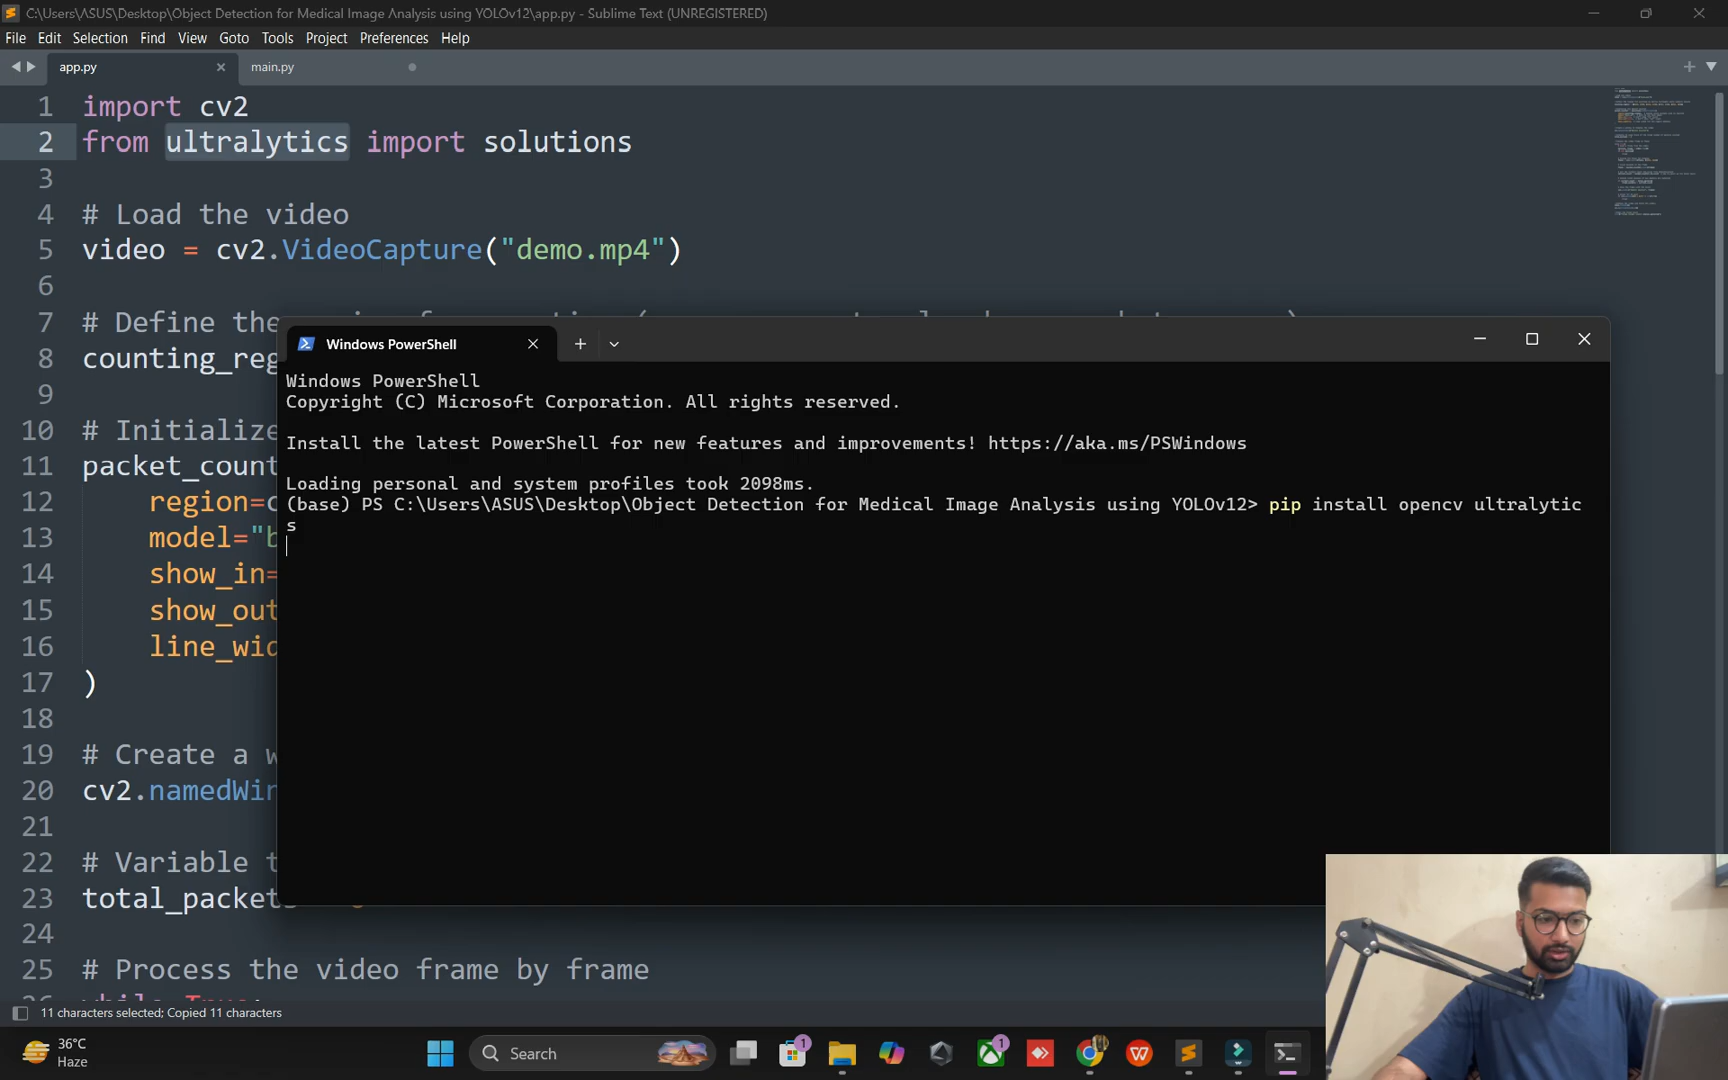 C:\Users\ASUS\Desktop\Object Detection for Medical Image Analysis using YOLOv12\app.py - Sublime Text (UNREGISTERED)
File Edit Selection Find View Goto Tools Project Preferences Help
app.py
main.py
1 import cv2
2 from ultralytics import solutions
3
4 # Load the video
5 video = cv2.VideoCapture("demo.mp4")
6
7 # Define the
8 counting_reg
9
10 # Initialize
11 packet_count
12 region=c
13 model="b
14 show_in=
15 show_out
16 line_wid
17 )
18
19 # Create a w
20 cv2.namedWin
21
22 # Variable t
23 total_packets
24
25 # Process the video frame by frame
26 while True:
Windows PowerShell
Windows PowerShell
Copyright (C) Microsoft Corporation. All rights reserved.
Install the latest PowerShell for new features and improvements! https://aka.ms/PSWindows
Loading personal and system profiles took 2098ms.
(base) PS C:\Users\ASUS\Desktop\Object Detection for Medical Image Analysis using YOLOv12> pip install opencv ultralytic
s
11 characters selected; Copied 11 characters
36°C
Haze
Search
1
1